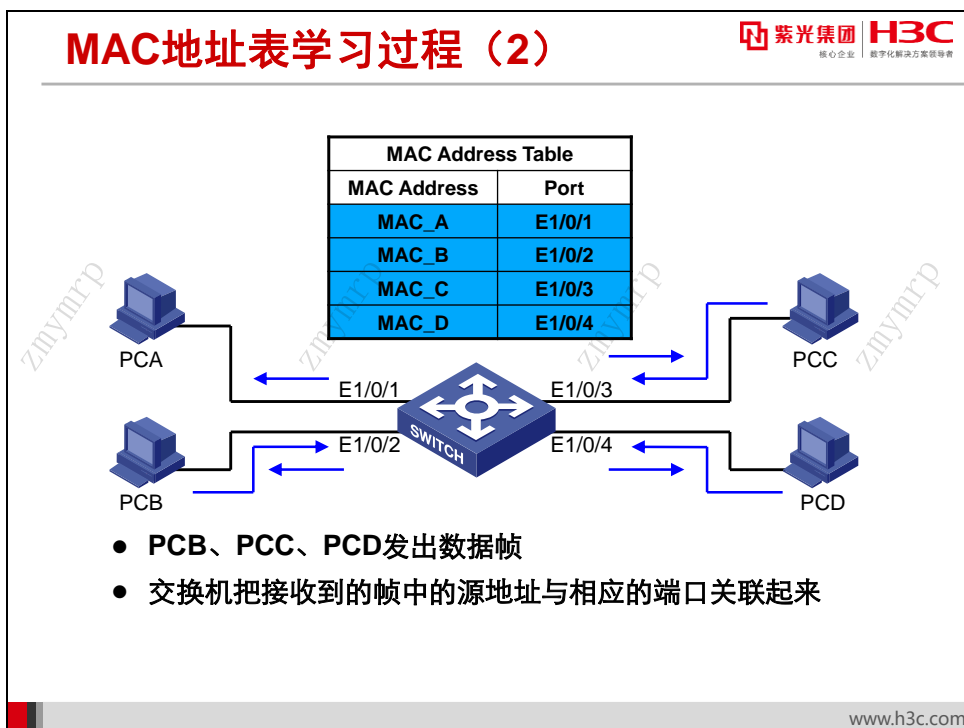 MAC地址表学习过程（2）
紫光集团 H3C
核心企业 数字化解决方案领导者
MAC Address Table
MAC Address Port
MAC_A E1/0/1
MAC_B E1/0/2
MAC_C E1/0/3
MAC_D E1/0/4
zmymrp
zmymrp
zmymrp
zmymrp
PCA
PCC
E1/0/1
E1/0/3
SWITCH
E1/0/2
E1/0/4
PCB
PCD
● PCB、PCC、PCD发出数据帧
● 交换机把接收到的帧中的源地址与相应的端口关联起来
www.h3c.com